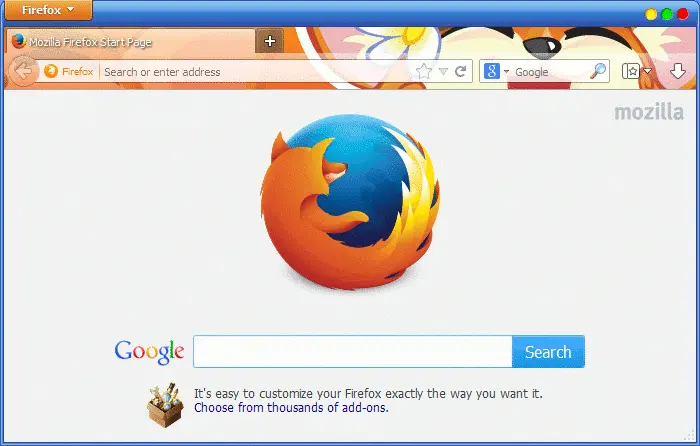 Firefox
Mozilla Firefox Start Page
Firefox
Search or enter address
8
Google
mozilla
Google
Search
It's easy to customize your Firefox exactly the way you want it.
Choose from thousands of add-ons.